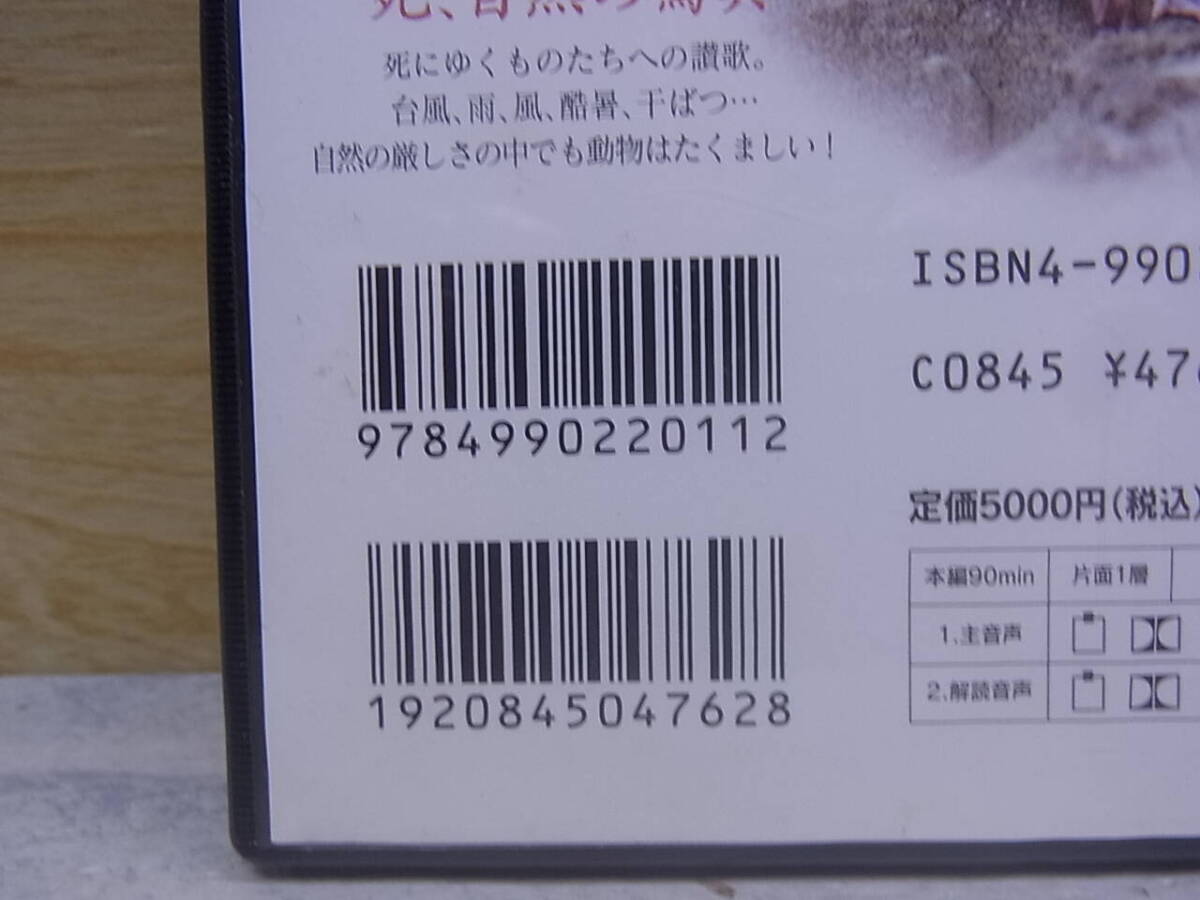 死にゆくものたちへの讃歌。
台風、雨、風、酷暑、干ばつ…
自然の厳しさの中でも動物はたくましい！
9784990220112
1920845047628
ISBN4-990
C0845 ¥47
定価5000円(税込)
本編90min 片面1層
1.主音声
2.解読音声